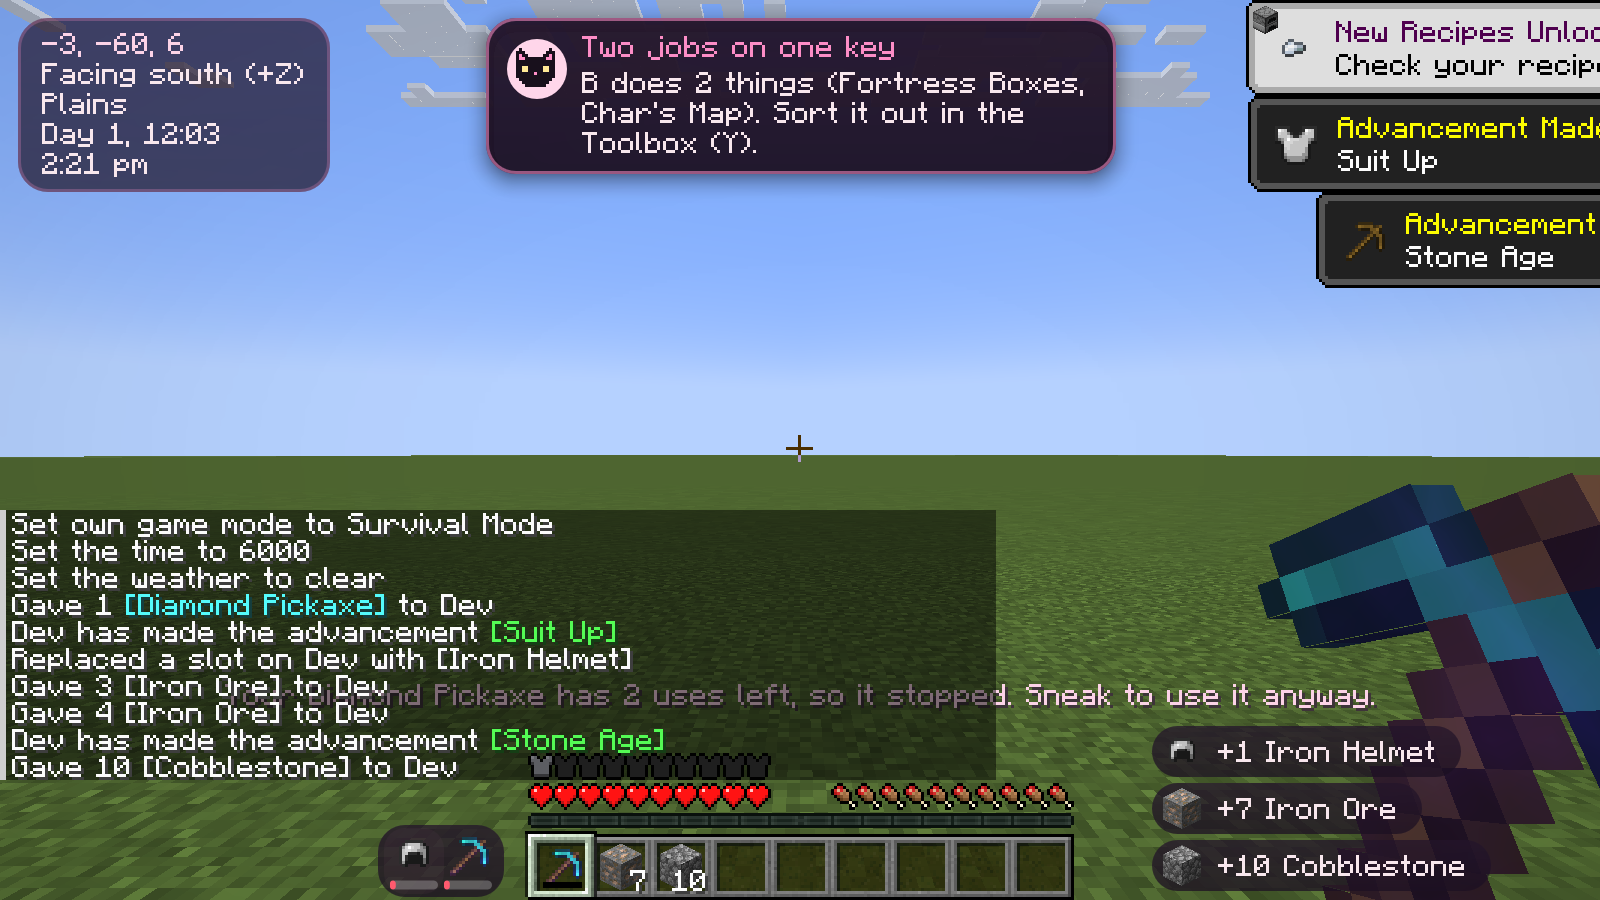 -3, -60, 6
Facing south (+Z)
Plains
Day 1, 12:03
2:21 pm
Two jobs on one key
B does 2 things (Fortress Boxes,
Char's Map). Sort it out in the
Toolbox (Y).
New Recipes
Check your
Advancement
Suit Up
Advancement
Stone Age
Set own game mode to Survival Mode
Set the time to 6000
Set the weather to clear
Gave 1 [Diamond Pickaxe] to Dev
Dev has made the advancement [Suit Up]
Replaced a slot on Dev with [Iron Helmet]
Gave 3 [Iron Ore] to Dev
Your Diamond Pickaxe has 2 uses left, so it stopped. Sneak to use it anyway.
Gave 4 [Iron Ore] to Dev
Dev has made the advancement [Stone Age]
Gave 10 [Cobblestone] to Dev
+1 Iron Helmet
+7 Iron Ore
+10 Cobblestone
7
10